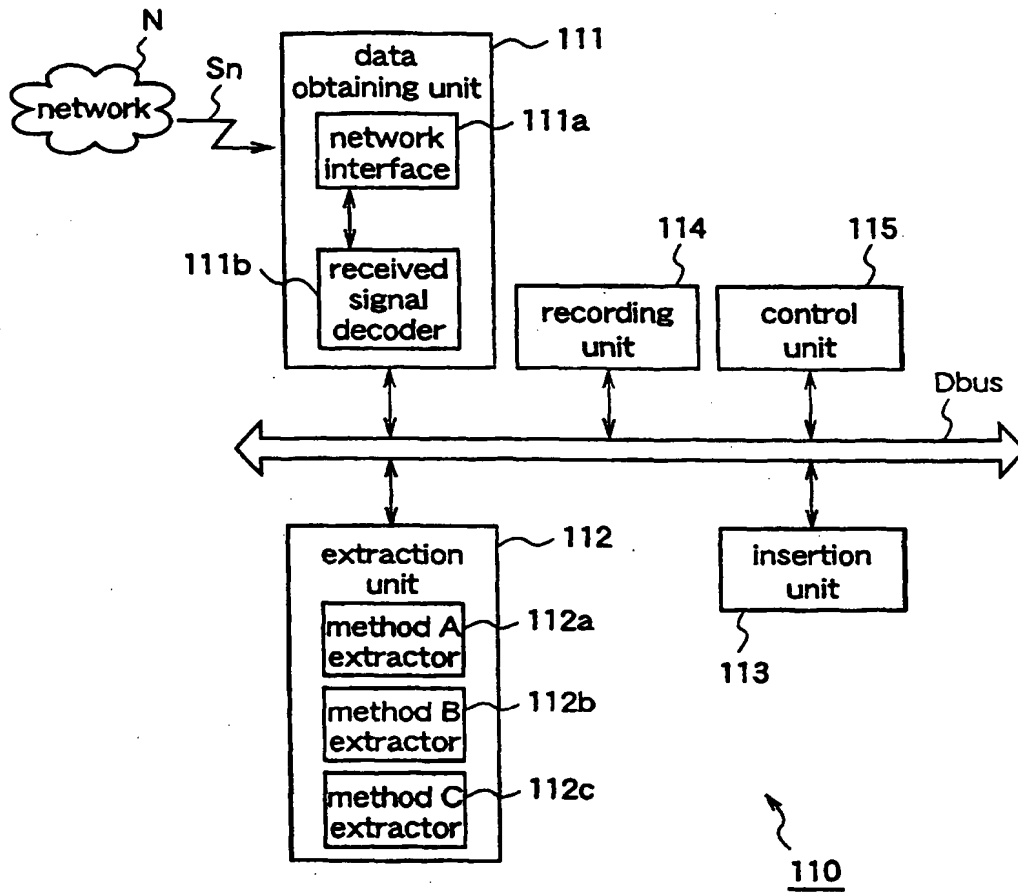 N
network
Sn
111
data
obtaining unit
111a
network
interface
111b
received
signal
decoder
114
recording
unit
115
control
unit
Dbus
112
extraction
unit
112a
method A
extractor
112b
method B
extractor
112c
method C
extractor
insertion
unit
113
110